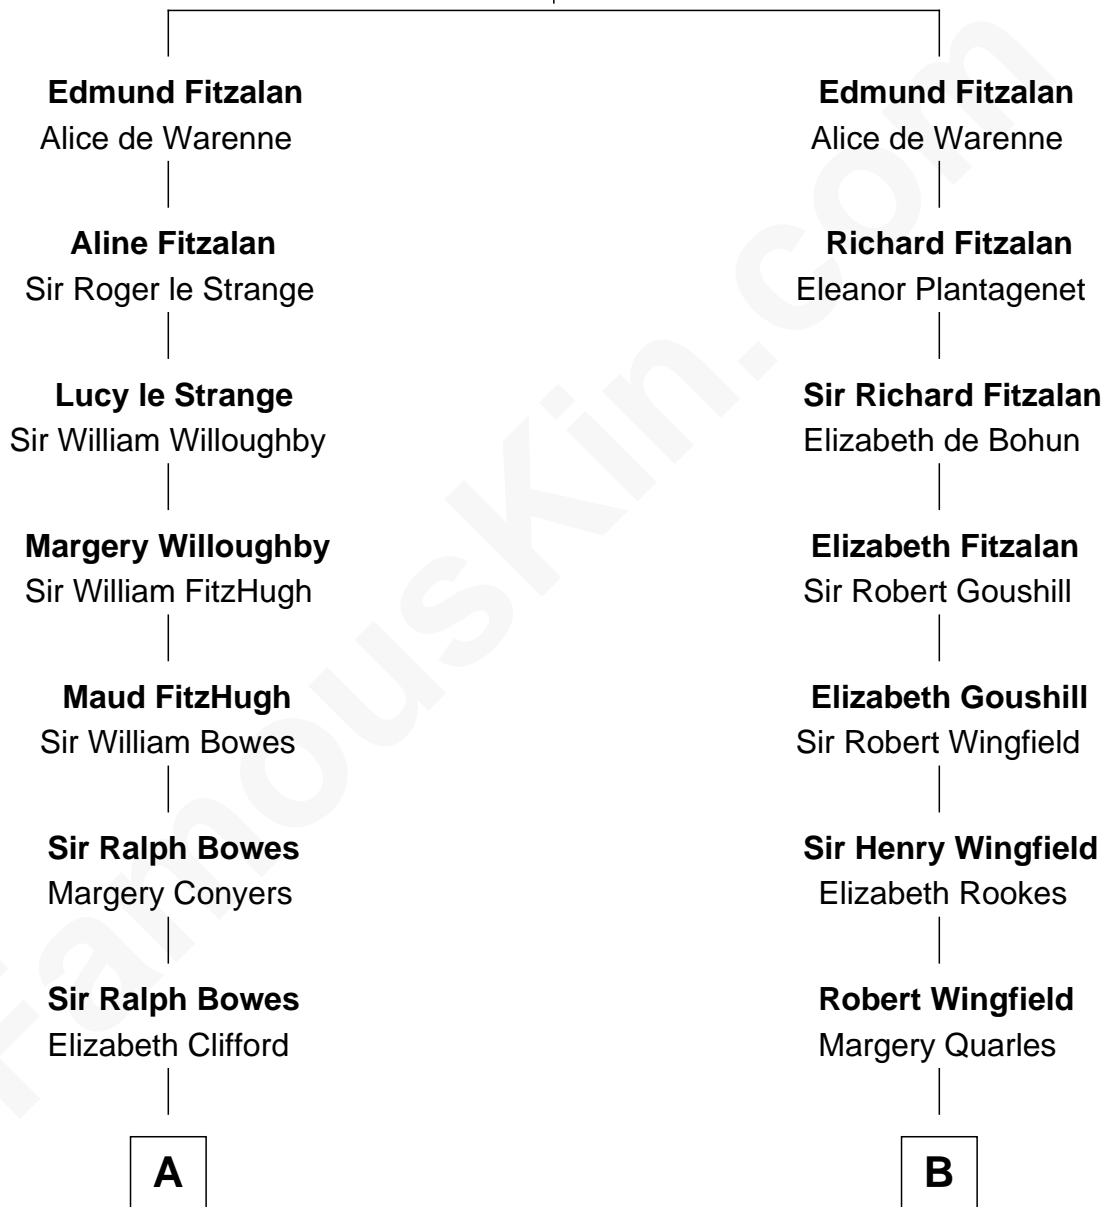 Edmund Fitzalan
Alice de Warenne
Aline Fitzalan
Sir Roger le Strange
Lucy le Strange
Sir William Willoughby
Margery Willoughby
Sir William FitzHugh
Maud FitzHugh
Sir William Bowes
Sir Ralph Bowes
Margery Conyers
Sir Ralph Bowes
Elizabeth Clifford
A
Edmund Fitzalan
Alice de Warenne
Richard Fitzalan
Eleanor Plantagenet
Sir Richard Fitzalan
Elizabeth de Bohun
Elizabeth Fitzalan
Sir Robert Goushill
Elizabeth Goushill
Sir Robert Wingfield
Sir Henry Wingfield
Elizabeth Rookes
Robert Wingfield
Margery Quarles
B
FamousKin.com